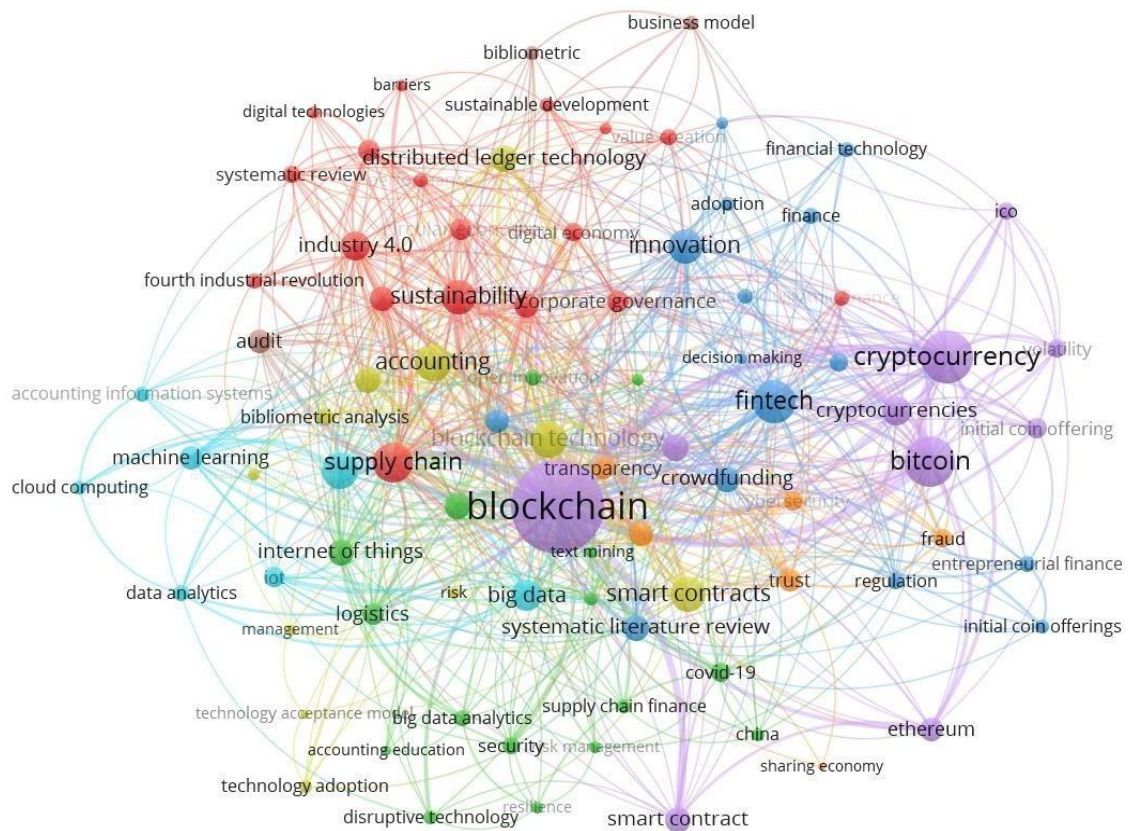 business model
bibliometric
barriers
sustainable development
digital technologies
value creation
distributed ledger technology
financial technology
systematic review
adoption
finance
ico
digital economy
industry 4.0
innovation
fourth industrial revolution
sustainability
corporate governance
audit
accounting
decision making
cryptocurrency
volatility
open innovation
accounting information systems
fintech
cryptocurrencies
bibliometric analysis
initial coin offering
blockchain technology
machine learning
supply chain
transparency
bitcoin
crowdfunding
cloud computing
blockchain
cybersecurity
fraud
internet of things
text mining
entrepreneurial finance
iot
trust
regulation
data analytics
risk
big data
smart contracts
logistics
management
systematic literature review
initial coin offerings
covid-19
supply chain finance
technology acceptance model
big data analytics
ethereum
china
accounting education
security
risk management
sharing economy
technology adoption
resilience
disruptive technology
smart contract